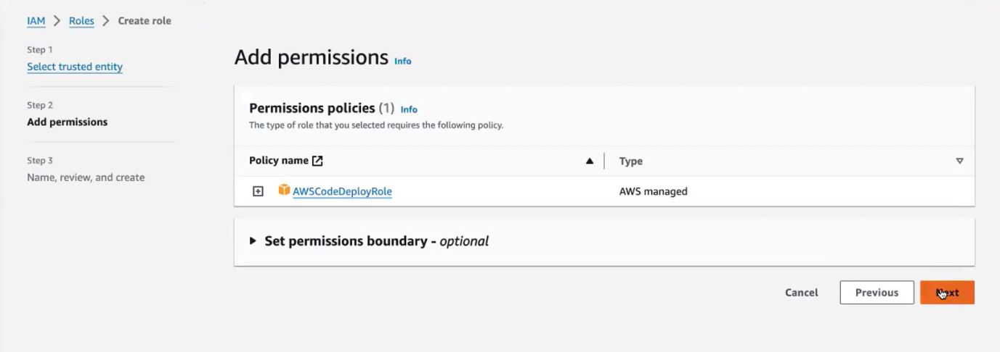 IAM > Roles > Create role
Step 1
Select trusted entity
Step 2
Add permissions
Step 3
Name, review, and create
Add permissions Info
Permissions policies (1) Info
The type of role that you selected requires the following policy.
Policy name Type
AWSCodeDeployRole AWS managed
Set permissions boundary - optional
Cancel Previous Next